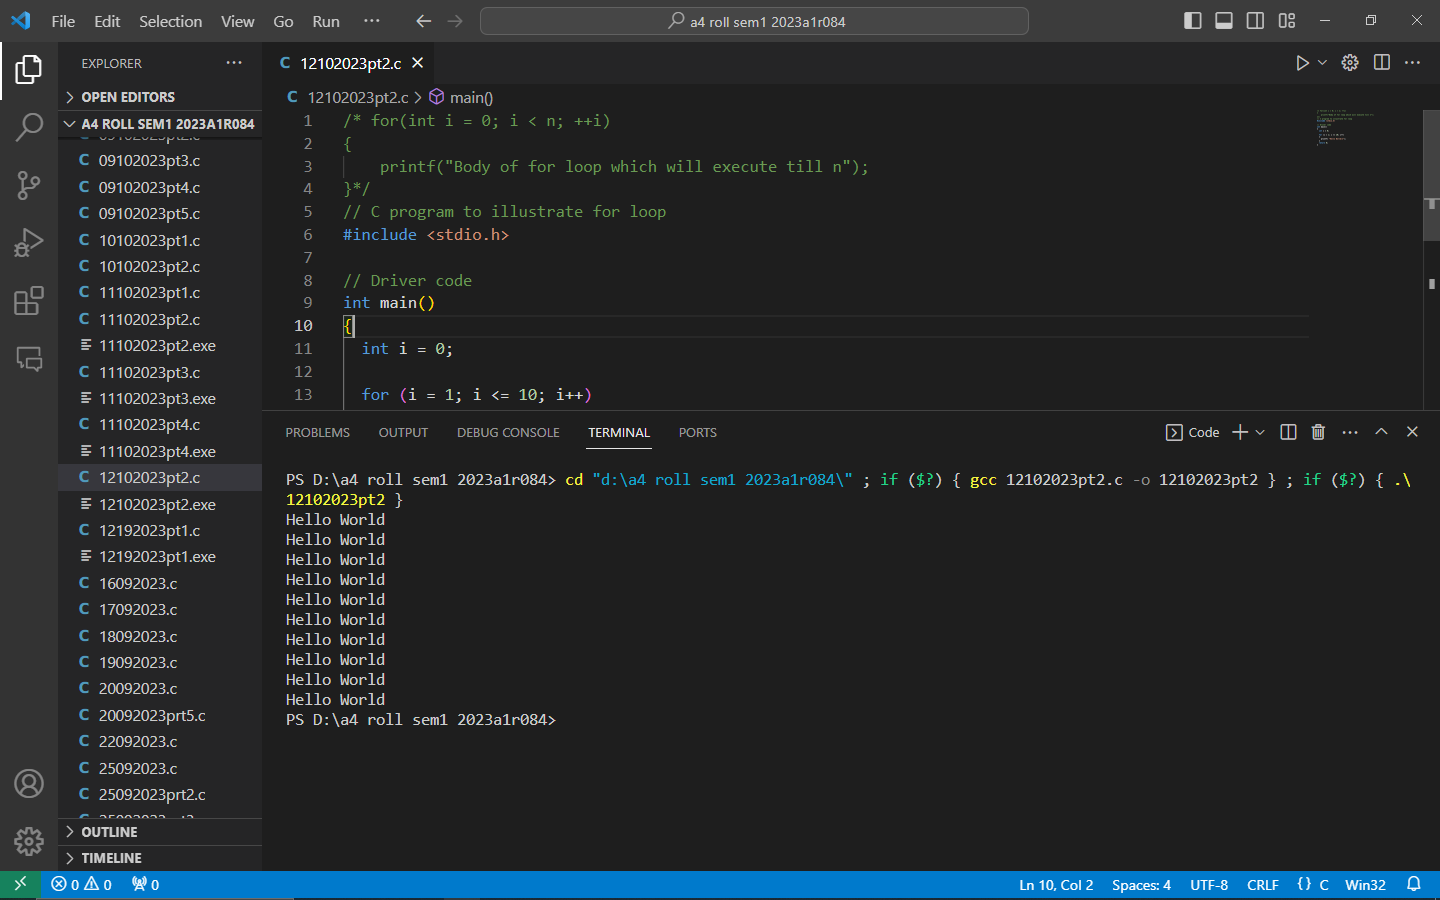 File Edit Selection View Go Run ··· a4 roll sem1 2023a1r084
EXPLORER ···
OPEN EDITORS
A4 ROLL SEM1 2023A1R084
C 09102023pt3.c
C 09102023pt4.c
C 09102023pt5.c
C 10102023pt1.c
C 10102023pt2.c
C 11102023pt1.c
C 11102023pt2.c
11102023pt2.exe
C 11102023pt3.c
11102023pt3.exe
C 11102023pt4.c
11102023pt4.exe
C 12102023pt2.c
12102023pt2.exe
C 12192023pt1.c
12192023pt1.exe
C 16092023.c
C 17092023.c
C 18092023.c
C 19092023.c
C 20092023.c
C 20092023prt5.c
C 22092023.c
C 25092023.c
C 25092023prt2.c
OUTLINE
TIMELINE
C 12102023pt2.c
C 12102023pt2.c > main()
1 /* for(int i = 0; i < n; ++i)
2 {
3 printf("Body of for loop which will execute till n");
4 }*/
5 // C program to illustrate for loop
6 #include <stdio.h>
7
8 // Driver code
9 int main()
10 {
11 int i = 0;
12
13 for (i = 1; i <= 10; i++)
PROBLEMS OUTPUT DEBUG CONSOLE TERMINAL PORTS Code
PS D:\a4 roll sem1 2023a1r084> cd "d:\a4 roll sem1 2023a1r084\" ; if ($?) { gcc 12102023pt2.c -o 12102023pt2 } ; if ($?) { .\
12102023pt2 }
Hello World
Hello World
Hello World
Hello World
Hello World
Hello World
Hello World
Hello World
Hello World
Hello World
PS D:\a4 roll sem1 2023a1r084>
0 0 0 Ln 10, Col 2 Spaces: 4 UTF-8 CRLF {} C Win32